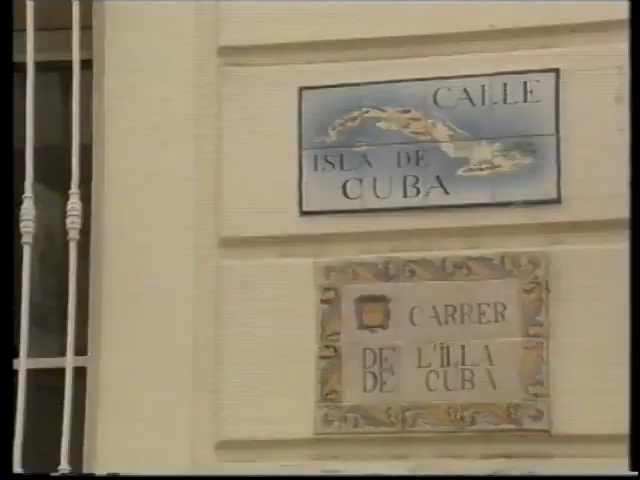 CALLE
ISLA DE
CUBA
CARRER
DE L'ILLA
DE CUBA